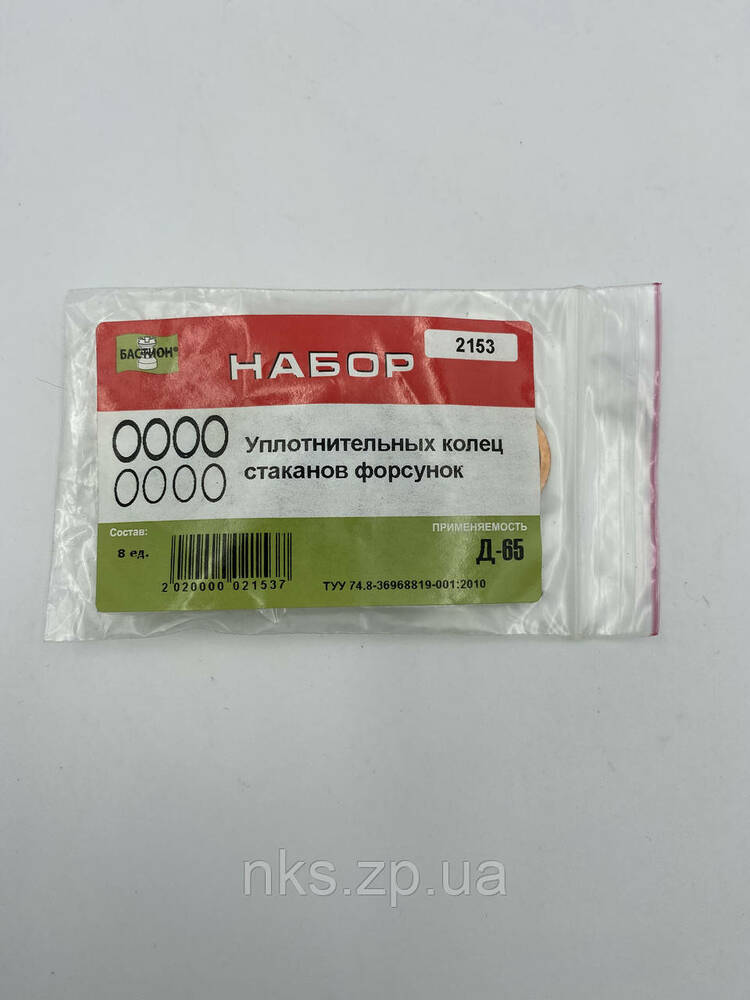 БАСТИОН®
НАБОР
2153
Уплотнительных колец
стаканов форсунок
Состав:
8 ед.
ПРИМЕНЯЕМОСТЬ
Д-65
2 020000 021537
ТУУ 74.8-36968819-001:2010
nks.zp.ua